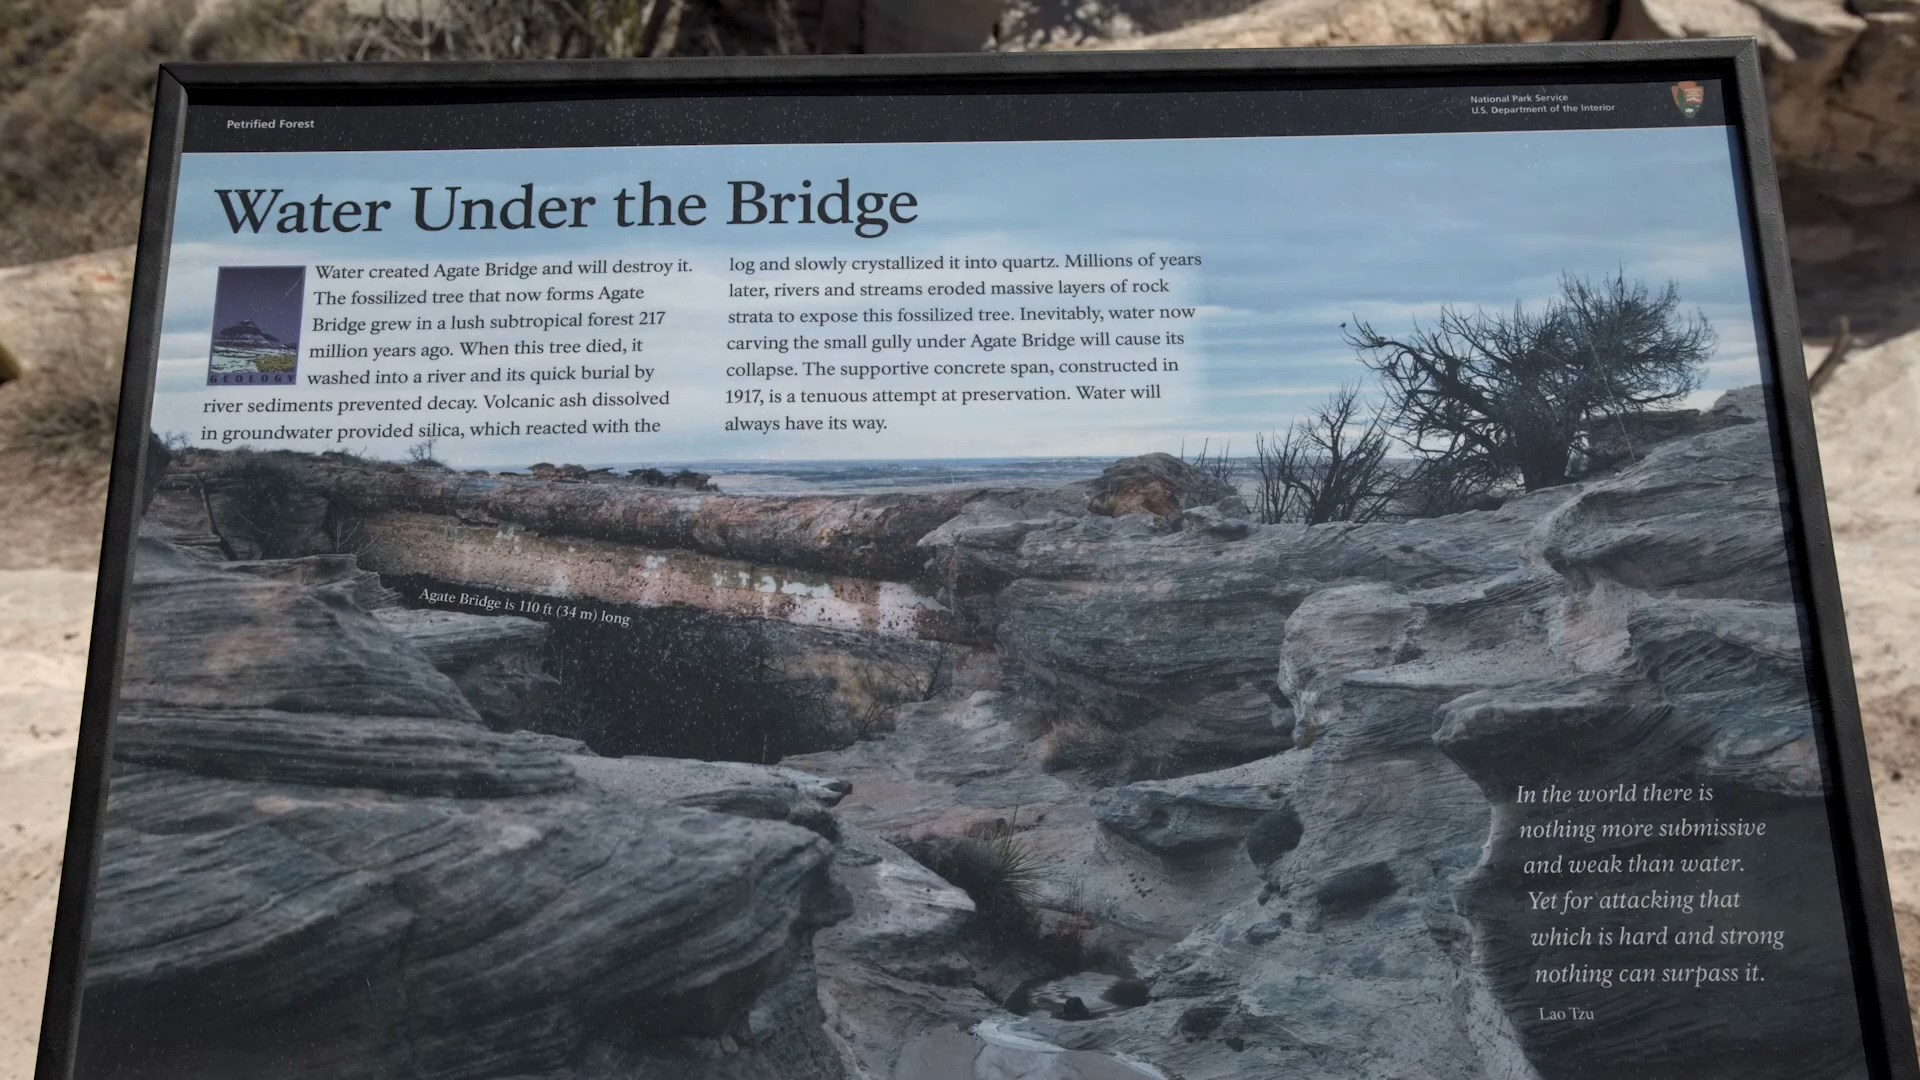 Petrified Forest
National Park Service
U.S. Department of the Interior
Water Under the Bridge
GEOLOGY
Water created Agate Bridge and will destroy it.
The fossilized tree that now forms Agate
Bridge grew in a lush subtropical forest 217
million years ago. When this tree died, it
washed into a river and its quick burial by
river sediments prevented decay. Volcanic ash dissolved
in groundwater provided silica, which reacted with the
log and slowly crystallized it into quartz. Millions of years
later, rivers and streams eroded massive layers of rock
strata to expose this fossilized tree. Inevitably, water now
carving the small gully under Agate Bridge will cause its
collapse. The supportive concrete span, constructed in
1917, is a tenuous attempt at preservation. Water will
always have its way.
Agate Bridge is 110 ft (34 m) long
In the world there is
nothing more submissive
and weak than water.
Yet for attacking that
which is hard and strong
nothing can surpass it.
Lao Tzu